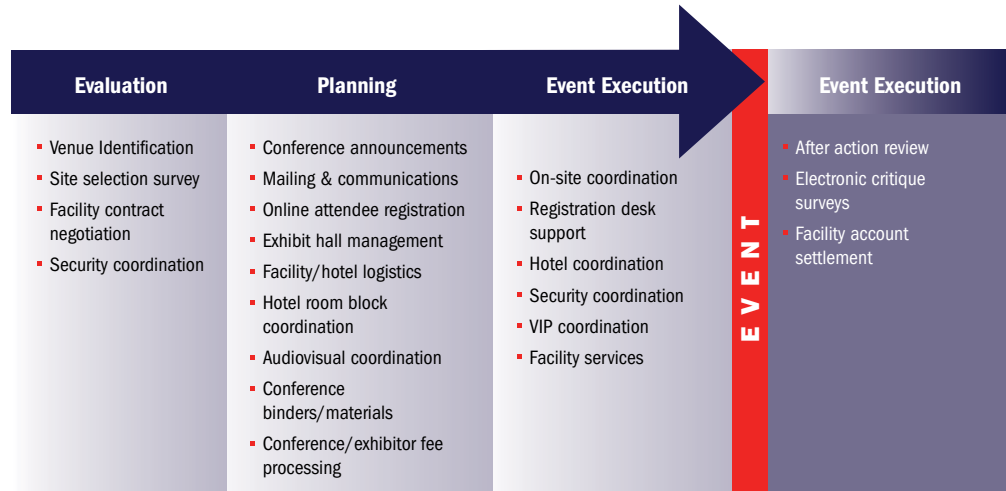 Evaluation
Venue Identification
Site selection survey
Facility contract
negotiation
Security coordination
Planning
Conference announcements
Mailing & communications
Online attendee registration
Exhibit hall management
Facility/hotel logistics
Hotel room block
coordination
Audiovisual coordination
Conference
binders/materials
Conference/exhibitor fee
processing
Event Execution
On-site coordination
Registration desk
support
Hotel coordination
Security coordination
VIP coordination
Facility services
EVENT
Event Execution
After action review
Electronic critique
surveys
Facility account
settlement